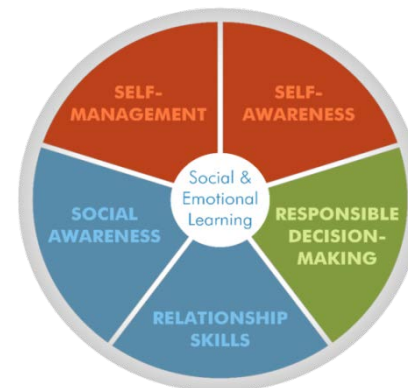 SELF-
MANAGEMENT
SELF-
AWARENESS
Social &
Emotional
Learning
SOCIAL
AWARENESS
RESPONSIBLE
DECISION-
MAKING
RELATIONSHIP
SKILLS